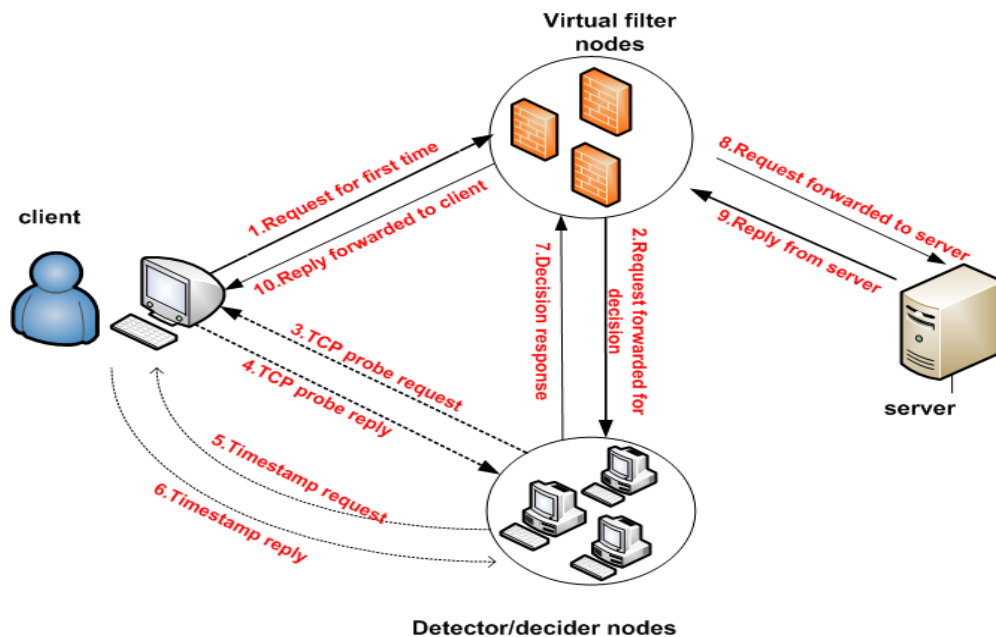 Virtual filter
nodes
1.Request for first time
10.Reply forwarded to client
8.Request forwarded to server
9.Reply from server
client
7.Decision response
2.Request forwarded for
decision
3.TCP probe request
4.TCP probe reply
5.Timestamp request
6.Timestamp reply
server
Detector/decider nodes